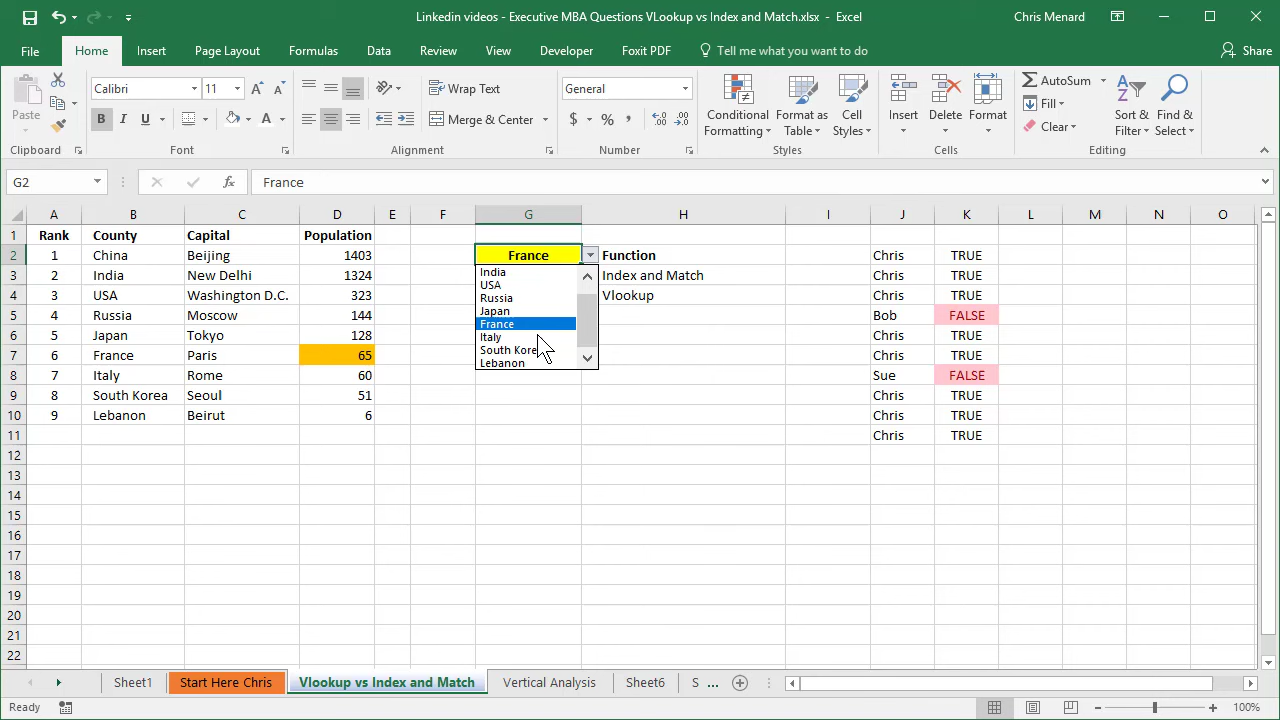 Linkedin videos - Executive MBA Questions VLookup vs Index and Match.xlsx - Excel
Chris Menard
File Home Insert Page Layout Formulas Data Review View Developer Foxit PDF Tell me what you want to do Share
Paste
Calibri 11
B I U
A A
Wrap Text
Merge & Center
General
$ % ,
Conditional Formatting
Format as Table
Cell Styles
Insert
Delete
Format
AutoSum
Fill
Clear
Sort & Filter
Find & Select
Clipboard Font Alignment Number Styles Cells Editing
G2 fx France
A B C D E F G H I J K L M N O
1 Rank County Capital Population
2 1 China Beijing 1403 France Function Chris TRUE
3 2 India New Delhi 1324 Index and Match Chris TRUE
4 3 USA Washington D.C. 323 Vlookup Chris TRUE
5 4 Russia Moscow 144 Bob FALSE
6 5 Japan Tokyo 128 Chris TRUE
7 6 France Paris 65 Chris TRUE
8 7 Italy Rome 60 Sue FALSE
9 8 South Korea Seoul 51 Chris TRUE
10 9 Lebanon Beirut 6 Chris TRUE
11 Chris TRUE
12
13
14
15
16
17
18
19
20
21
22
India
USA
Russia
Japan
France
Italy
South Kore
Lebanon
Sheet1 Start Here Chris Vlookup vs Index and Match Vertical Analysis Sheet6 S ...
Ready 100%